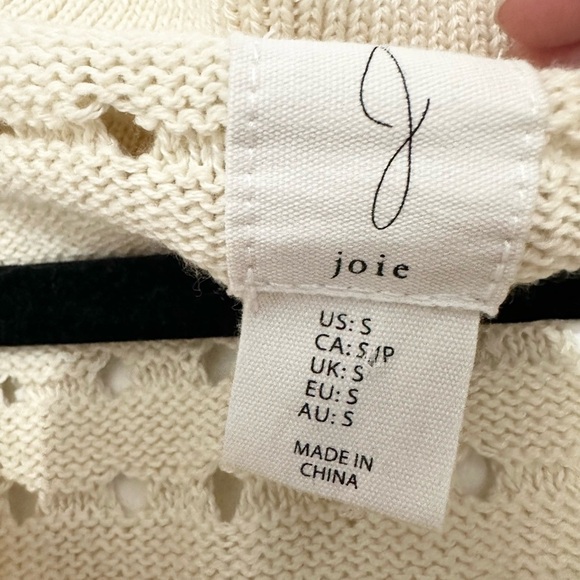 joie
US: S
CA: S/P
UK: S
EU: S
AU: S
MADE IN
CHINA